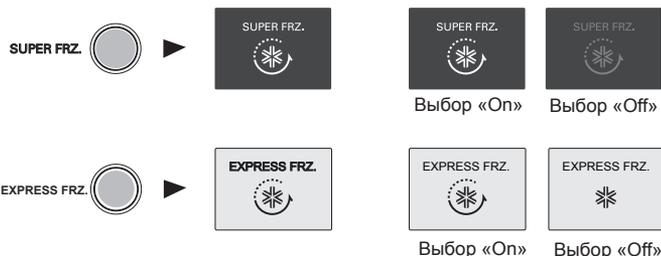 SUPER FRZ. SUPER FRZ. SUPER FRZ. SUPER FRZ.
Выбор «On» Выбор «Off»
EXPRESS FRZ. EXPRESS FRZ. EXPRESS FRZ. EXPRESS FRZ.
Выбор «On» Выбор «Off»